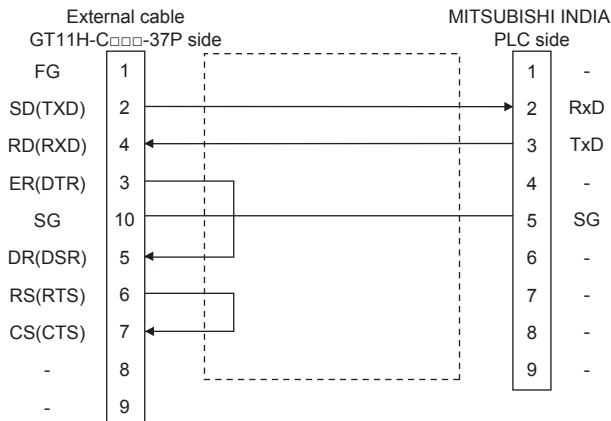 External cable MITSUBISHI INDIA
GT11H-C□□□-37P side PLC side
FG 1 1 -
SD(TXD) 2 2 RxD
RD(RXD) 4 3 TxD
ER(DTR) 3 4 -
SG 10 5 SG
DR(DSR) 5 6 -
RS(RTS) 6 7 -
CS(CTS) 7 8 -
- 8 9 -
- 9